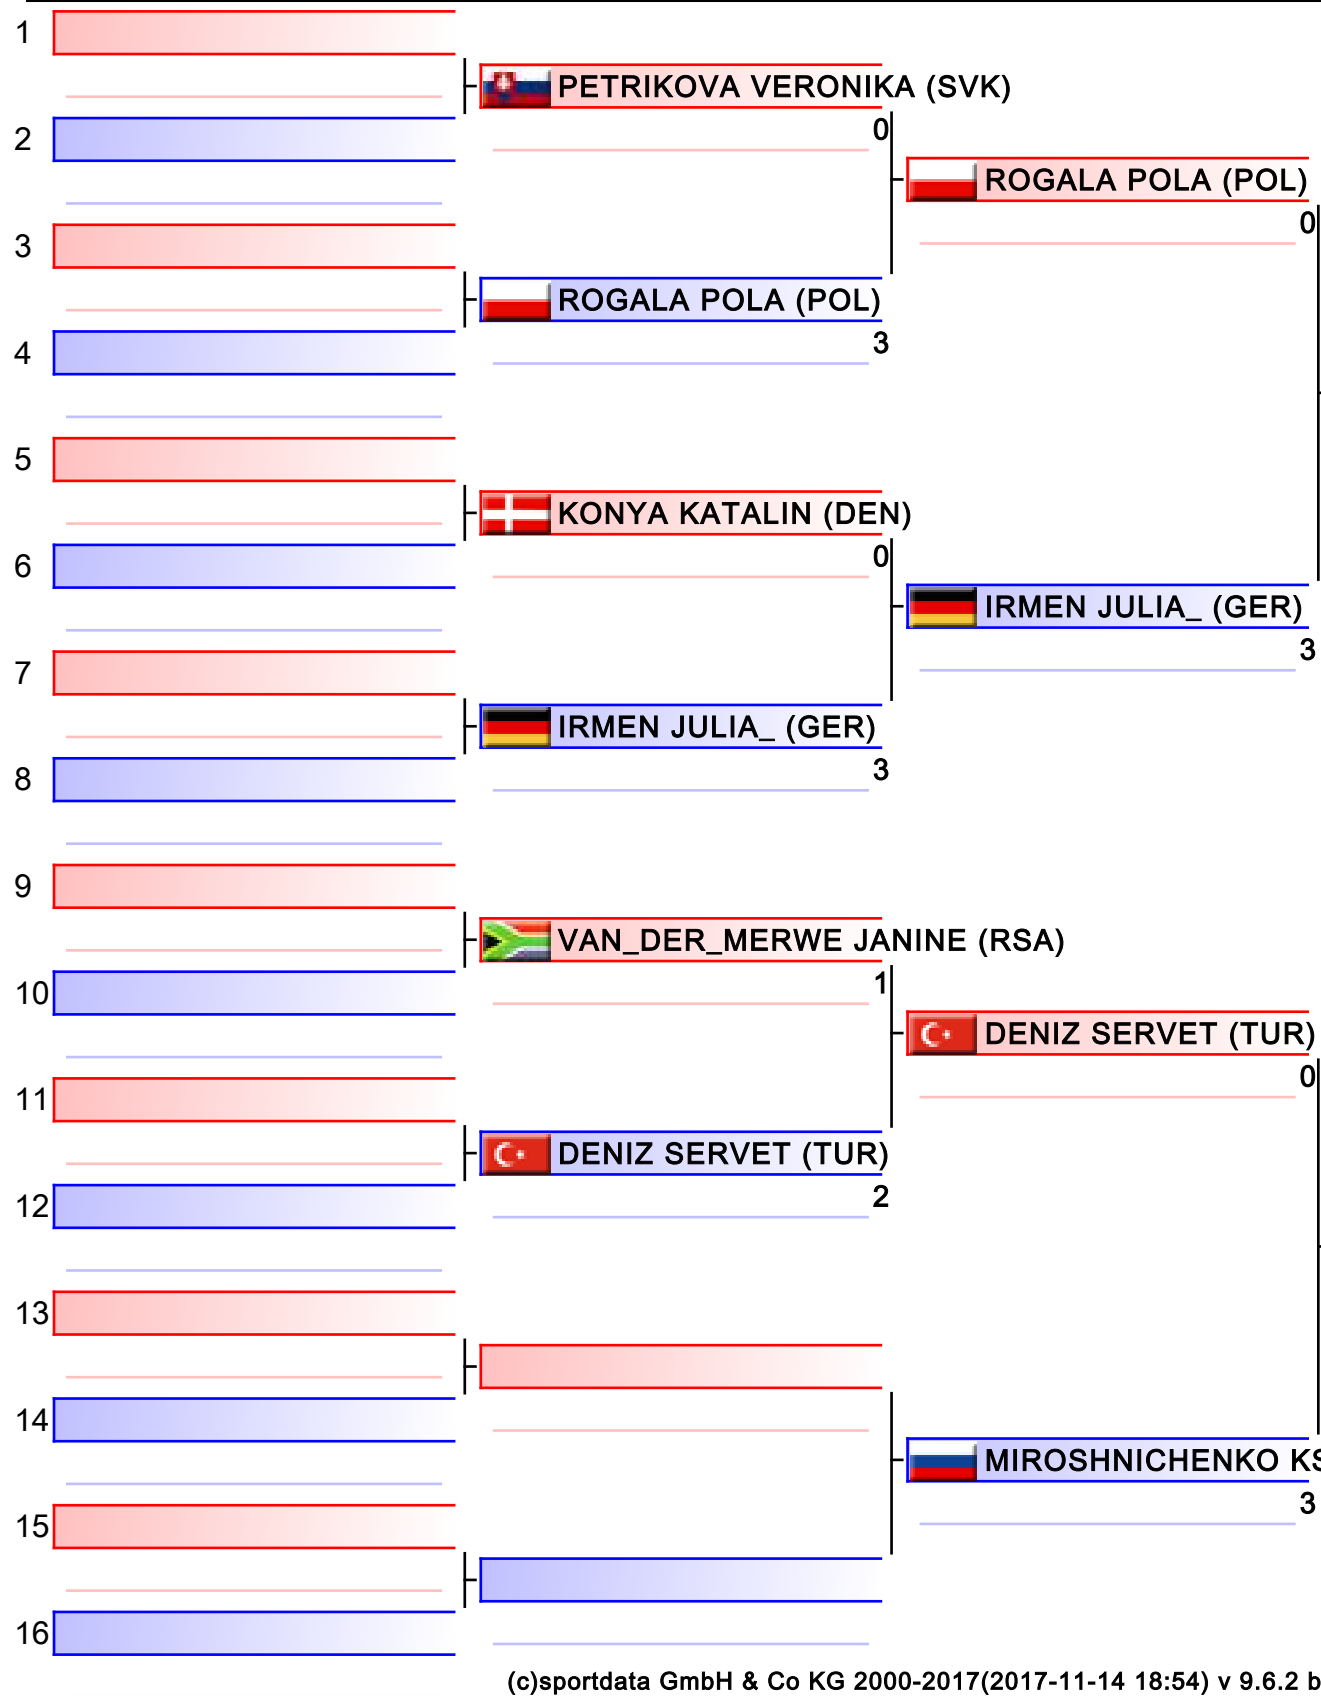 1
PETRIKOVA VERONIKA (SVK)
0
2
ROGALA POLA (POL)
0
3
ROGALA POLA (POL)
3
4
5
KONYA KATALIN (DEN)
0
6
IRMEN JULIA_ (GER)
3
7
IRMEN JULIA_ (GER)
3
8
9
VAN_DER_MERWE JANINE (RSA)
1
10
DENIZ SERVET (TUR)
0
11
DENIZ SERVET (TUR)
2
12
13
14
MIROSHNICHENKO
3
15
16
(c)sportdata GmbH & Co KG 2000-2017(2017-11-14 18:54) v 9.6.2 b